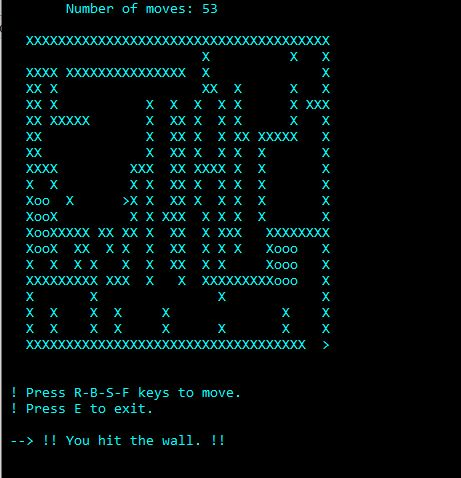 Number of moves: 53
XXXXXXXXXXXXXXXXXXXXXXXXXXXXXXXXXXXXXX
                      X          X   X
XXXX XXXXXXXXXXXXXXX  X              X
XX X                  XX  X      X   X
XX X           X  X  X  X X      X XXX
XX XXXXX       X  XX X  X X      X   X
XX             X  XX X  X XX XXXXX   X
XX             X  XX X  X X  X       X
XXXX         XXX  XX XXXX X  X       X
X  X         X X  XX X  X X  X       X
Xoo  X      >X X  XX X  X X  X       X
XooX         X X XXX  X X X  X       X
XooXXXXX XX XX X  XX  X XXX   XXXXXXXX
XooX  XX  X X  X  XX  X X X   Xooo   X
X  X  X X   X  X  XX  X X     Xooo   X
XXXXXXXXX XXX  X   X  XXXXXXXXXooo   X
X       X               X            X
X  X    X  X     X              X    X
X  X    X  X     X      X       X    X
XXXXXXXXXXXXXXXXXXXXXXXXXXXXXXXXXXX  >
! Press R-B-S-F keys to move.
! Press E to exit.
--> !! You hit the wall. !!